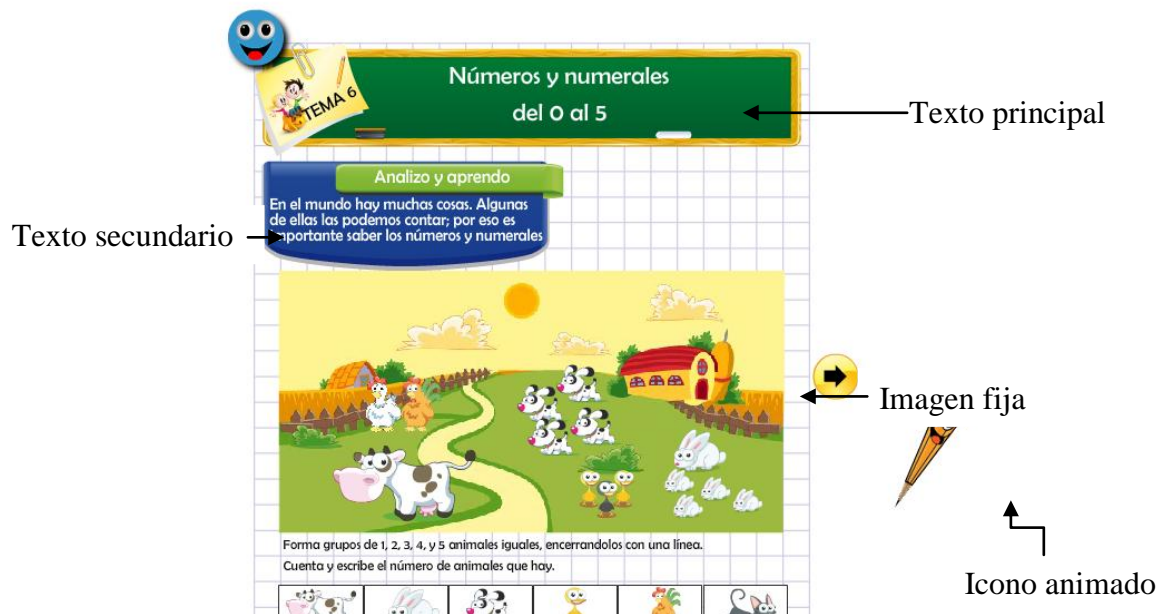 Números y numerales
del 0 al 5
TEMA 6
Texto principal
Analizo y aprendo
En el mundo hay muchas cosas. Algunas
de ellas las podemos contar; por eso es
importante saber los números y numerales
Texto secundario
Imagen fija
Forma grupos de 1, 2, 3, 4, y 5 animales iguales, encerrandolos con una línea.
Cuenta y escribe el número de animales que hay.
Icono animado